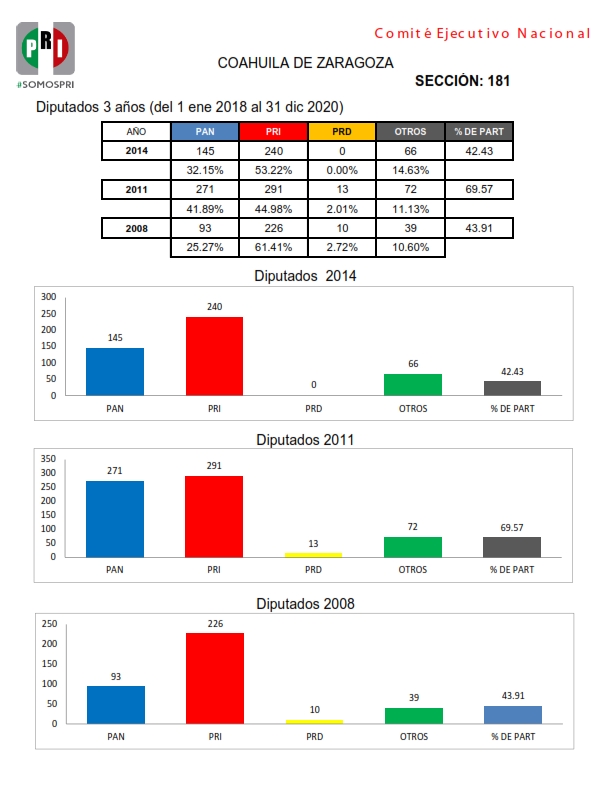 PRI
#SOMOSPRI
Comité Ejecutivo Nacional
COAHUILA DE ZARAGOZA
SECCIÓN: 181
Diputados 3 años (del 1 ene 2018 al 31 dic 2020)
AÑO PAN PRI PRD OTROS % DE PART
2014 145 240 0 66 42.43
32.15% 53.22% 0.00% 14.63%
2011 271 291 13 72 69.57
41.89% 44.98% 2.01% 11.13%
2008 93 226 10 39 43.91
25.27% 61.41% 2.72% 10.60%
Diputados 2014
300
250
200
150
100
50
0
145 240 0 66 42.43
PAN PRI PRD OTROS % DE PART
Diputados 2011
350
300
250
200
150
100
50
0
271 291 13 72 69.57
PAN PRI PRD OTROS % DE PART
Diputados 2008
250
200
150
100
50
0
93 226 10 39 43.91
PAN PRI PRD OTROS % DE PART